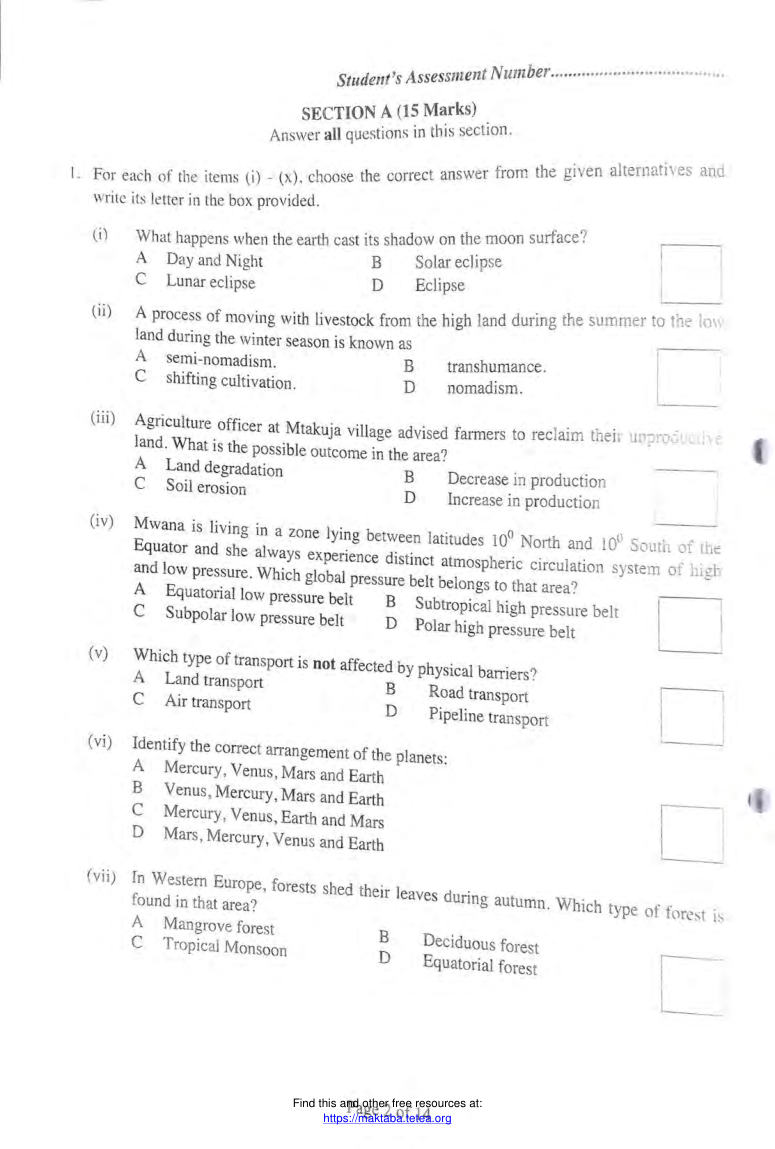 Student's Assessment Number......................................
SECTION A (15 Marks)
Answer all questions in this section.
1. For each of the items (i) - (x), choose the correct answer from the given alternatives and
write its letter in the box provided.
(i) What happens when the earth cast its shadow on the moon surface?
A Day and Night B Solar eclipse
C Lunar eclipse D Eclipse
(ii) A process of moving with livestock from the high land during the summer to the low
land during the winter season is known as
A semi-nomadism. B transhumance.
C shifting cultivation. D nomadism.
(iii) Agriculture officer at Mtakuja village advised farmers to reclaim their unproductive
land. What is the possible outcome in the area?
A Land degradation B Decrease in production
C Soil erosion D Increase in production
(iv) Mwana is living in a zone lying between latitudes 10⁰ North and 10⁰ South of the
Equator and she always experience distinct atmospheric circulation system of high
and low pressure. Which global pressure belt belongs to that area?
A Equatorial low pressure belt B Subtropical high pressure belt
C Subpolar low pressure belt D Polar high pressure belt
(v) Which type of transport is not affected by physical barriers?
A Land transport B Road transport
C Air transport D Pipeline transport
(vi) Identify the correct arrangement of the planets:
A Mercury, Venus, Mars and Earth
B Venus, Mercury, Mars and Earth
C Mercury, Venus, Earth and Mars
D Mars, Mercury, Venus and Earth
(vii) In Western Europe, forests shed their leaves during autumn. Which type of forest is
found in that area?
A Mangrove forest B Deciduous forest
C Tropical Monsoon D Equatorial forest
Find this and other free resources at:
Page 2 of 14
https://maktaba.tetea.org